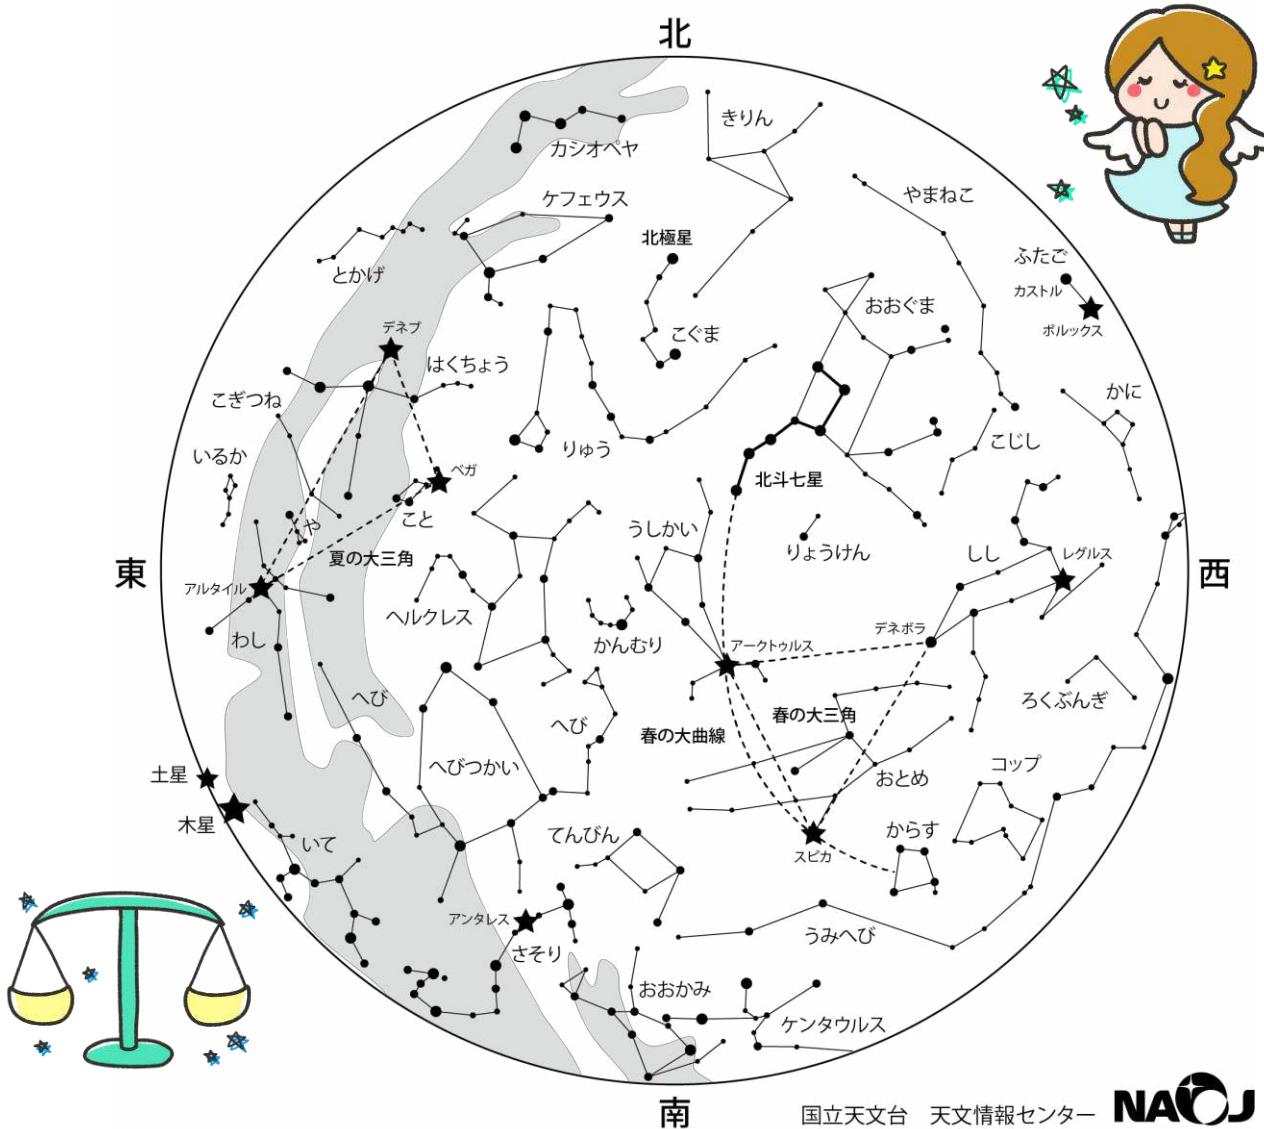 北
きりん
カシオペヤ
やまねこ
ケフェウス
北極星
ふたご
とかげ
カストル
おおぐま
ポルックス
デネブ
こぐま
はくちょう
こぎつね
かに
こじし
りゅう
いるか
ベガ
北斗七星
こと
や
うしかい
りょうけん
しし
レグルス
夏の大三角
東
西
アルタイル
ヘルクレス
デネボラ
わし
かんむり
アークトゥルス
へび
ろくぶんぎ
春の大三角
へび
春の大曲線
コップ
へびつかい
土星
おとめ
木星
いて
てんびん
からす
スピカ
アンタレス
うみへび
さそり
おおかみ
ケンタウルス
南
国立天文台 天文情報センター NAOJ